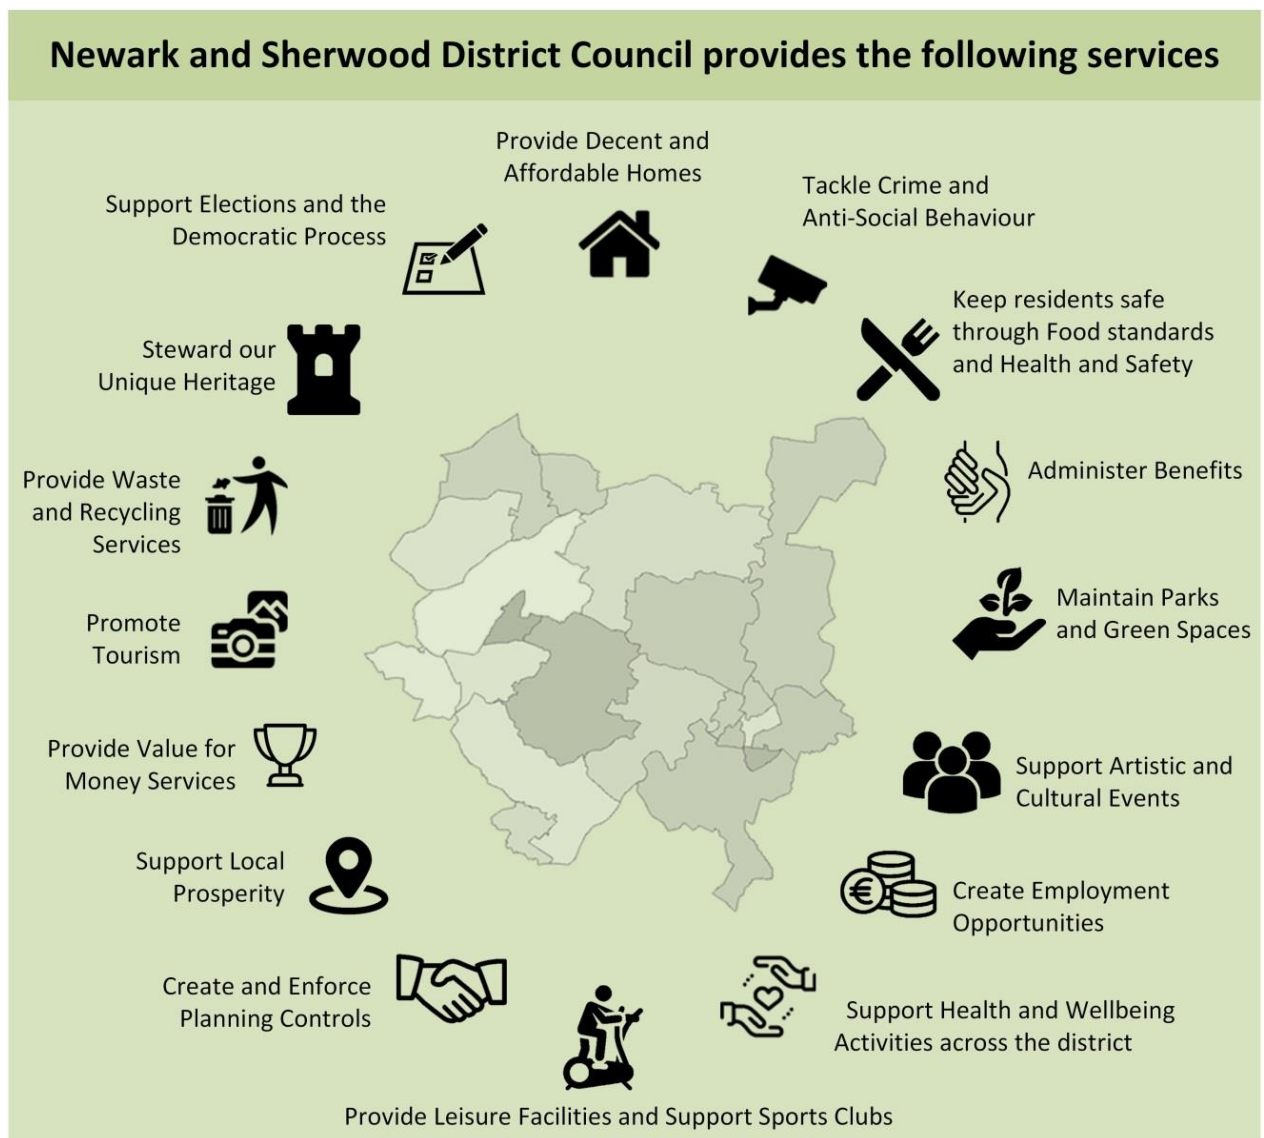 Newark and Sherwood District Council provides the following services
Provide Decent and
Affordable Homes
Tackle Crime and
Anti-Social Behaviour
Keep residents safe
through Food standards
and Health and Safety
Administer Benefits
Maintain Parks
and Green Spaces
Support Artistic and
Cultural Events
Create Employment
Opportunities
Support Health and Wellbeing
Activities across the district
Provide Leisure Facilities and Support Sports Clubs
Create and Enforce
Planning Controls
Support Local
Prosperity
Provide Value for
Money Services
Promote
Tourism
Provide Waste
and Recycling
Services
Steward our
Unique Heritage
Support Elections and the
Democratic Process
€